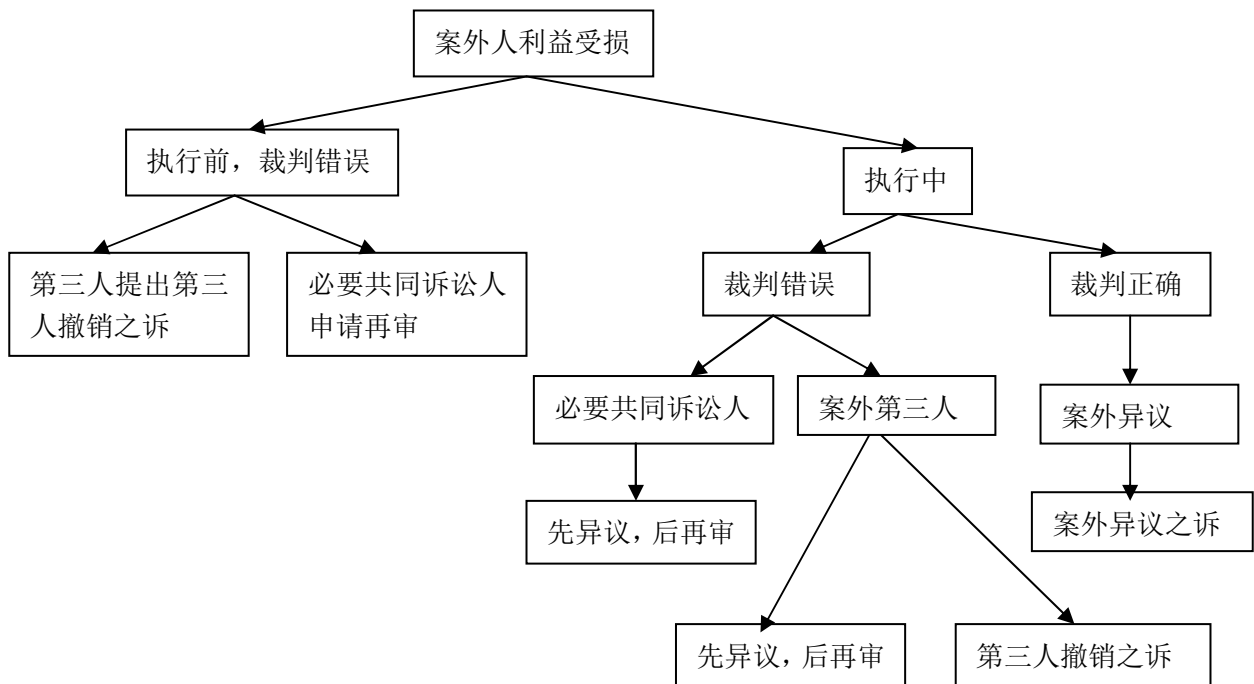 案外人利益受损
执行前，裁判错误
执行中
第三人提出第三
人撤销之诉
必要共同诉讼人
申请再审
裁判错误
裁判正确
必要共同诉讼人
案外第三人
案外异议
先异议，后再审
案外异议之诉
先异议，后再审
第三人撤销之诉